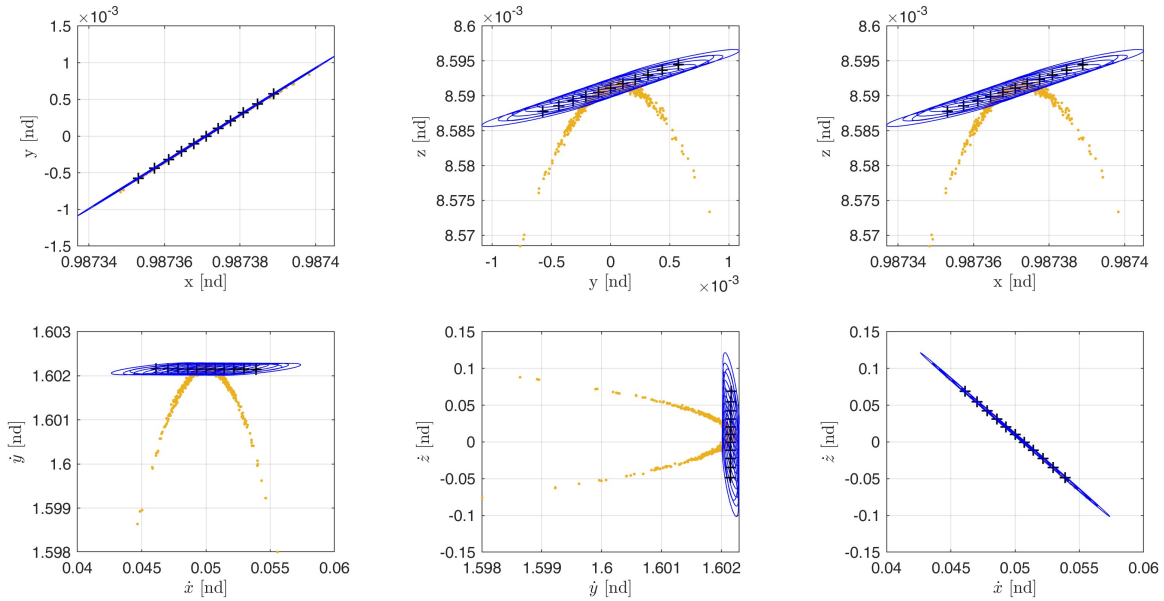 ×10⁻³
1.5
1
0.5
0
-0.5
-1
-1.5
y [nd]
0.98734 0.98736 0.98738 0.9874
x [nd]
×10⁻³
8.6
8.595
8.59
8.585
8.58
8.575
8.57
z [nd]
-1 -0.5 0 0.5 1
y [nd]
×10⁻³
×10⁻³
8.6
8.595
8.59
8.585
8.58
8.575
8.57
z [nd]
0.98734 0.98736 0.98738 0.9874
x [nd]
1.603
1.602
1.601
1.6
1.599
1.598
ẏ [nd]
0.04 0.045 0.05 0.055 0.06
ẋ [nd]
0.15
0.1
0.05
0
-0.05
-0.1
-0.15
ż [nd]
1.598 1.599 1.6 1.601 1.602
ẏ [nd]
0.15
0.1
0.05
0
-0.05
-0.1
-0.15
ż [nd]
0.04 0.045 0.05 0.055 0.06
ẋ [nd]